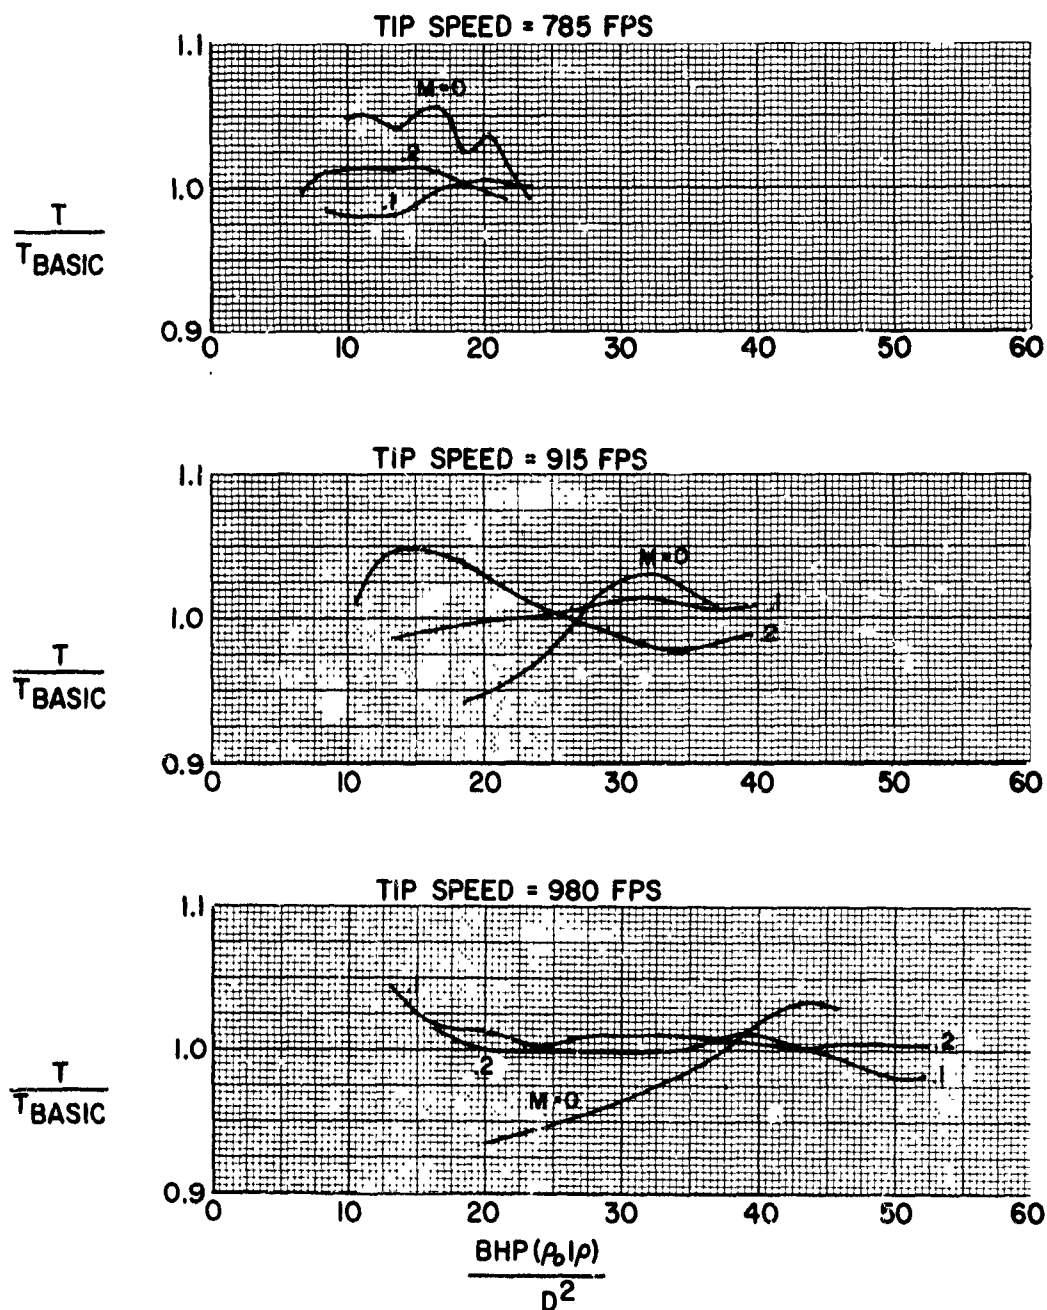 TIP SPEED = 785 FPS
1.1
M=0
.2
1.0
.1
T
TBASIC
0.9
0 10 20 30 40 50 60
TIP SPEED = 915 FPS
1.1
M=0
.1
1.0
.2
T
TBASIC
0.9
0 10 20 30 40 50 60
TIP SPEED = 980 FPS
1.1
.1
1.0
.2
.2
.1
M=0
T
TBASIC
0.9
0 10 20 30 40 50 60
BHP (ρ₀/ρ)
D²